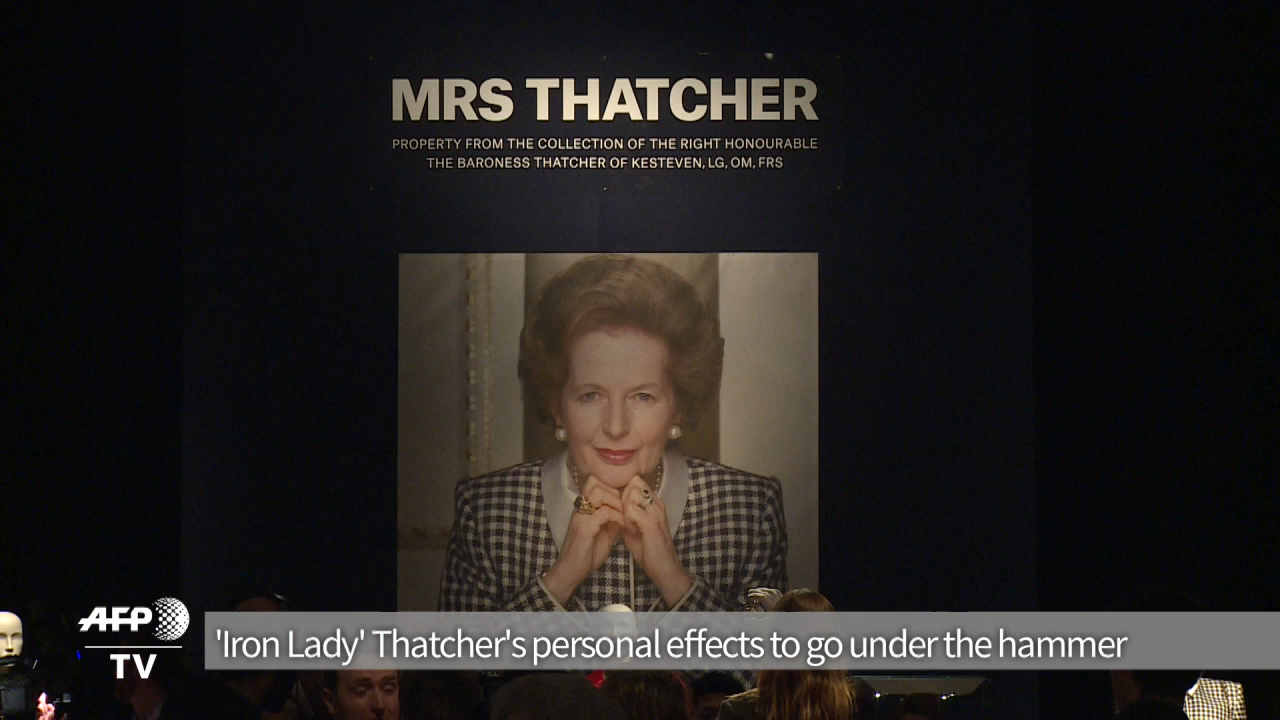 MRS THATCHER
PROPERTY FROM THE COLLECTION OF THE RIGHT HONOURABLE
THE BARONESS THATCHER OF KESTEVEN, LG, OM, FRS
AFP
TV
'Iron Lady' Thatcher's personal effects to go under the hammer